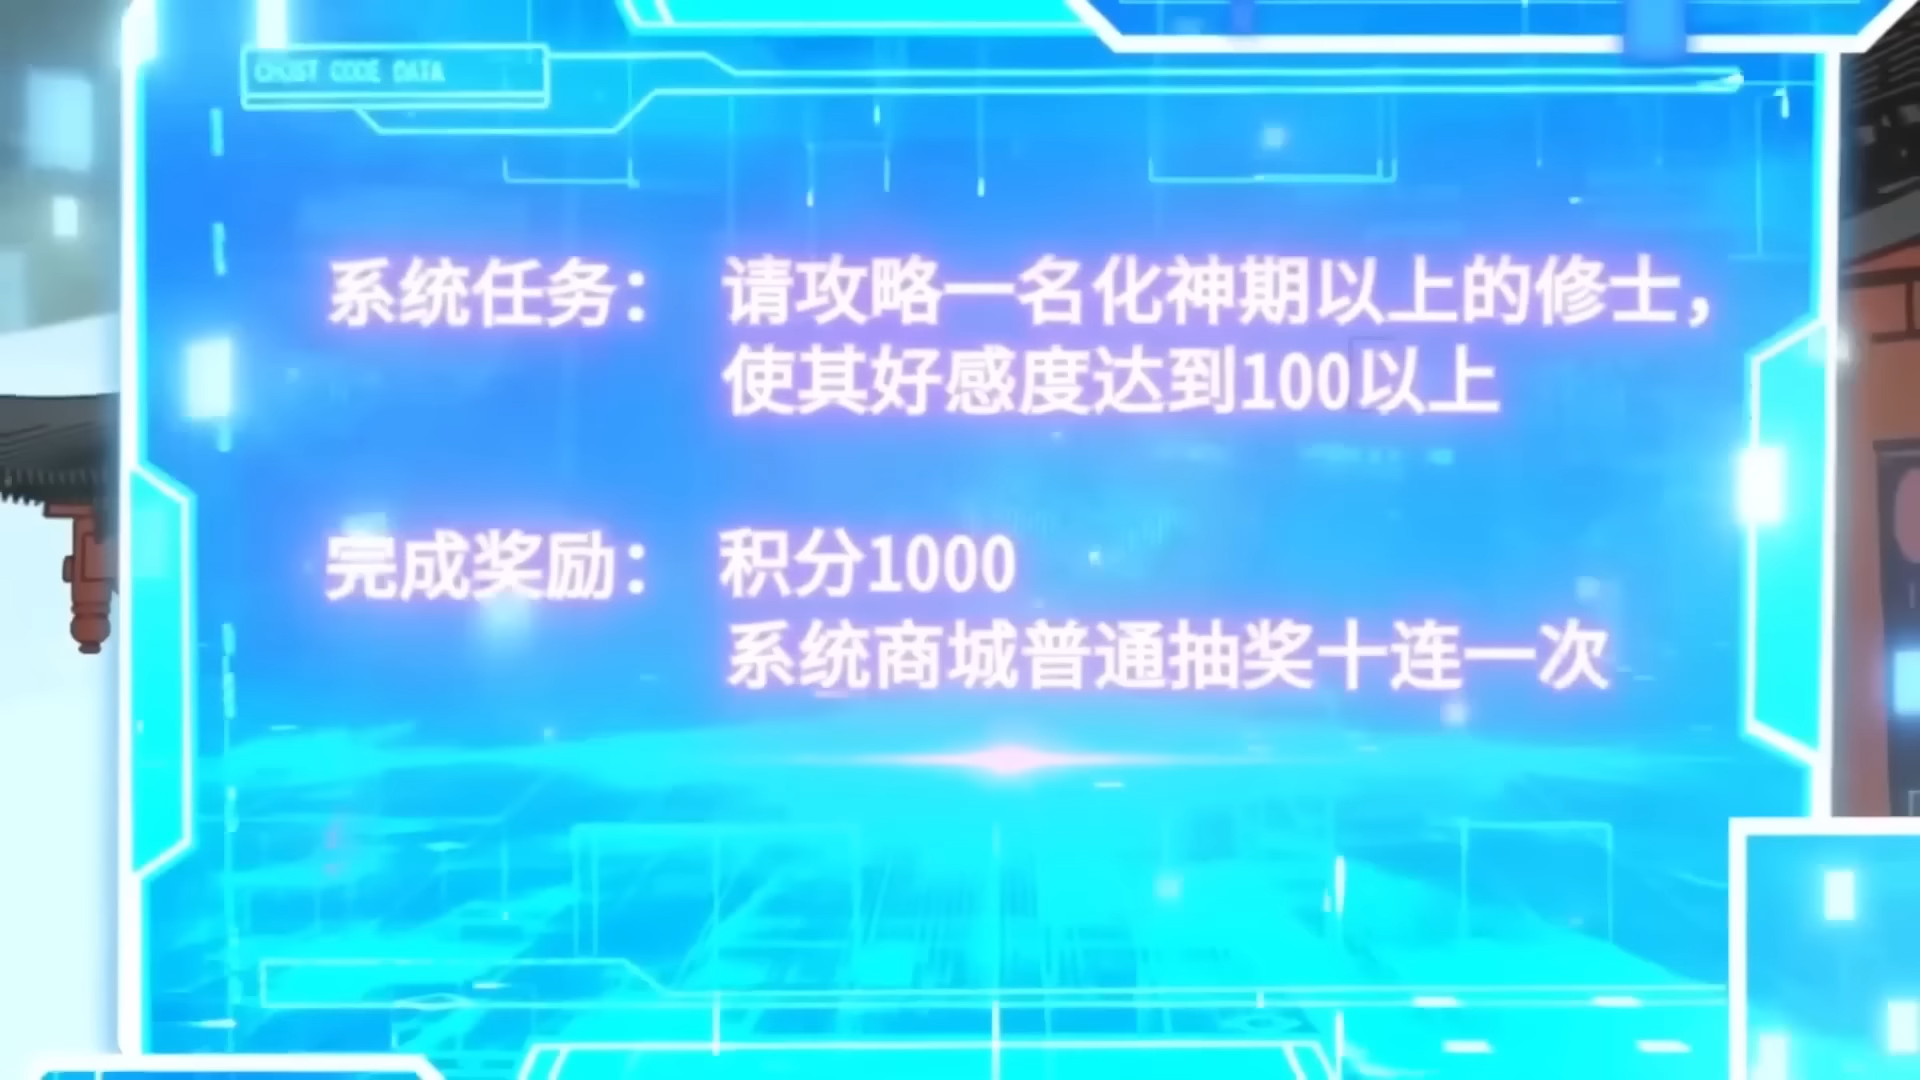 GHOST CODE DATA
系统任务： 请攻略一名化神期以上的修士，
使其好感度达到100以上
完成奖励： 积分1000
系统商城普通抽奖十连一次